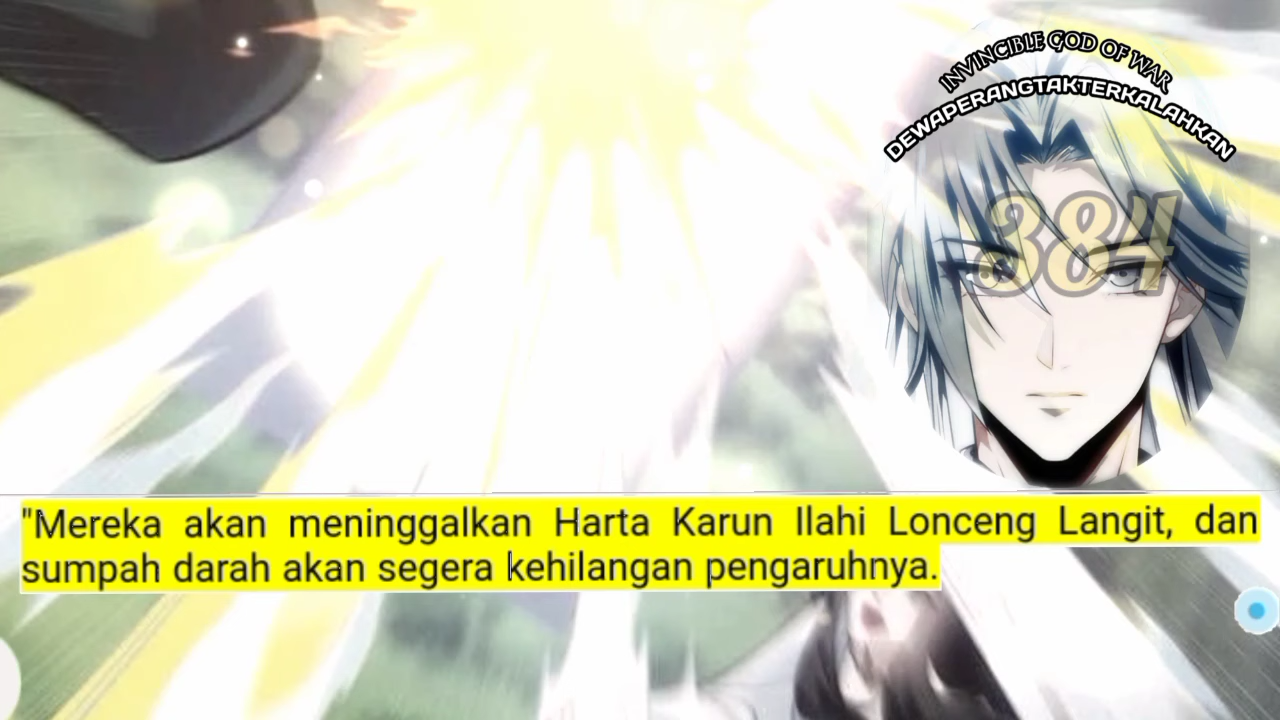 INVINCIBLE GOD OF WAR
DEWAPERANGTAKTERKALAHKAN
384
"Mereka akan meninggalkan Harta Karun Ilahi Lonceng Langit, dan
sumpah darah akan segera kehilangan pengaruhnya.